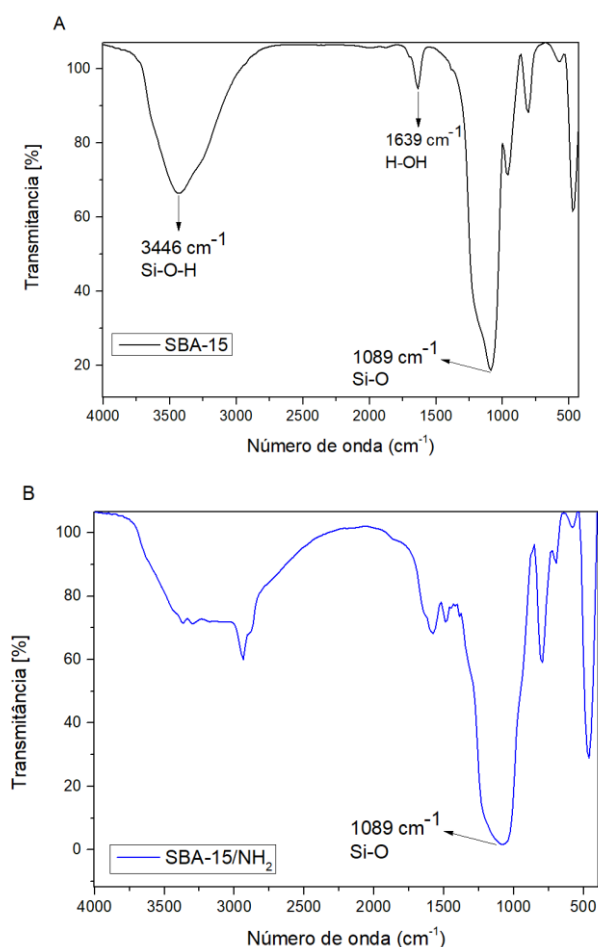 A
Transmitancia [%]
100
80
60
40
20
1639 cm⁻¹
H-OH
3446 cm⁻¹
Si-O-H
SBA-15
1089 cm⁻¹
Si-O
4000 3500 3000 2500 2000 1500 1000 500
Número de onda (cm⁻¹)
B
Transmitância [%]
100
80
60
40
20
0
1089 cm⁻¹
Si-O
SBA-15/NH₂
4000 3500 3000 2500 2000 1500 1000 500
Número de onda (cm⁻¹)